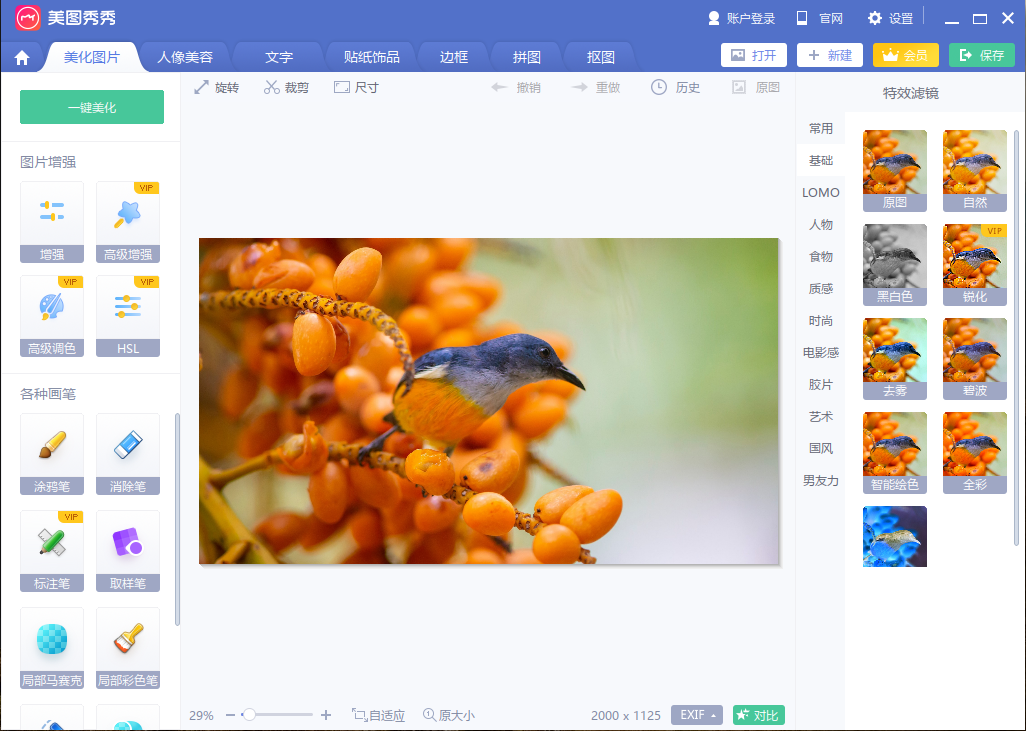 美图秀秀
账户登录 官网 设置
美化图片 人像美容 文字 贴纸饰品 边框 拼图 抠图
打开 新建 会员 保存
一键美化
旋转 裁剪 尺寸 撤销 重做 历史 原图
特效滤镜
图片增强
VIP
增强 高级增强
VIP VIP
高级调色 HSL
各种画笔
涂鸦笔 消除笔
VIP
标注笔 取样笔
局部马赛克 局部彩色笔
常用
基础
LOMO
人物
食物
质感
时尚
电影感
胶片
艺术
国风
男友力
原图 自然
VIP
黑白色 锐化
去雾 碧波
智能绘色 全彩
29% 自适应 原大小 2000 x 1125 EXIF 对比